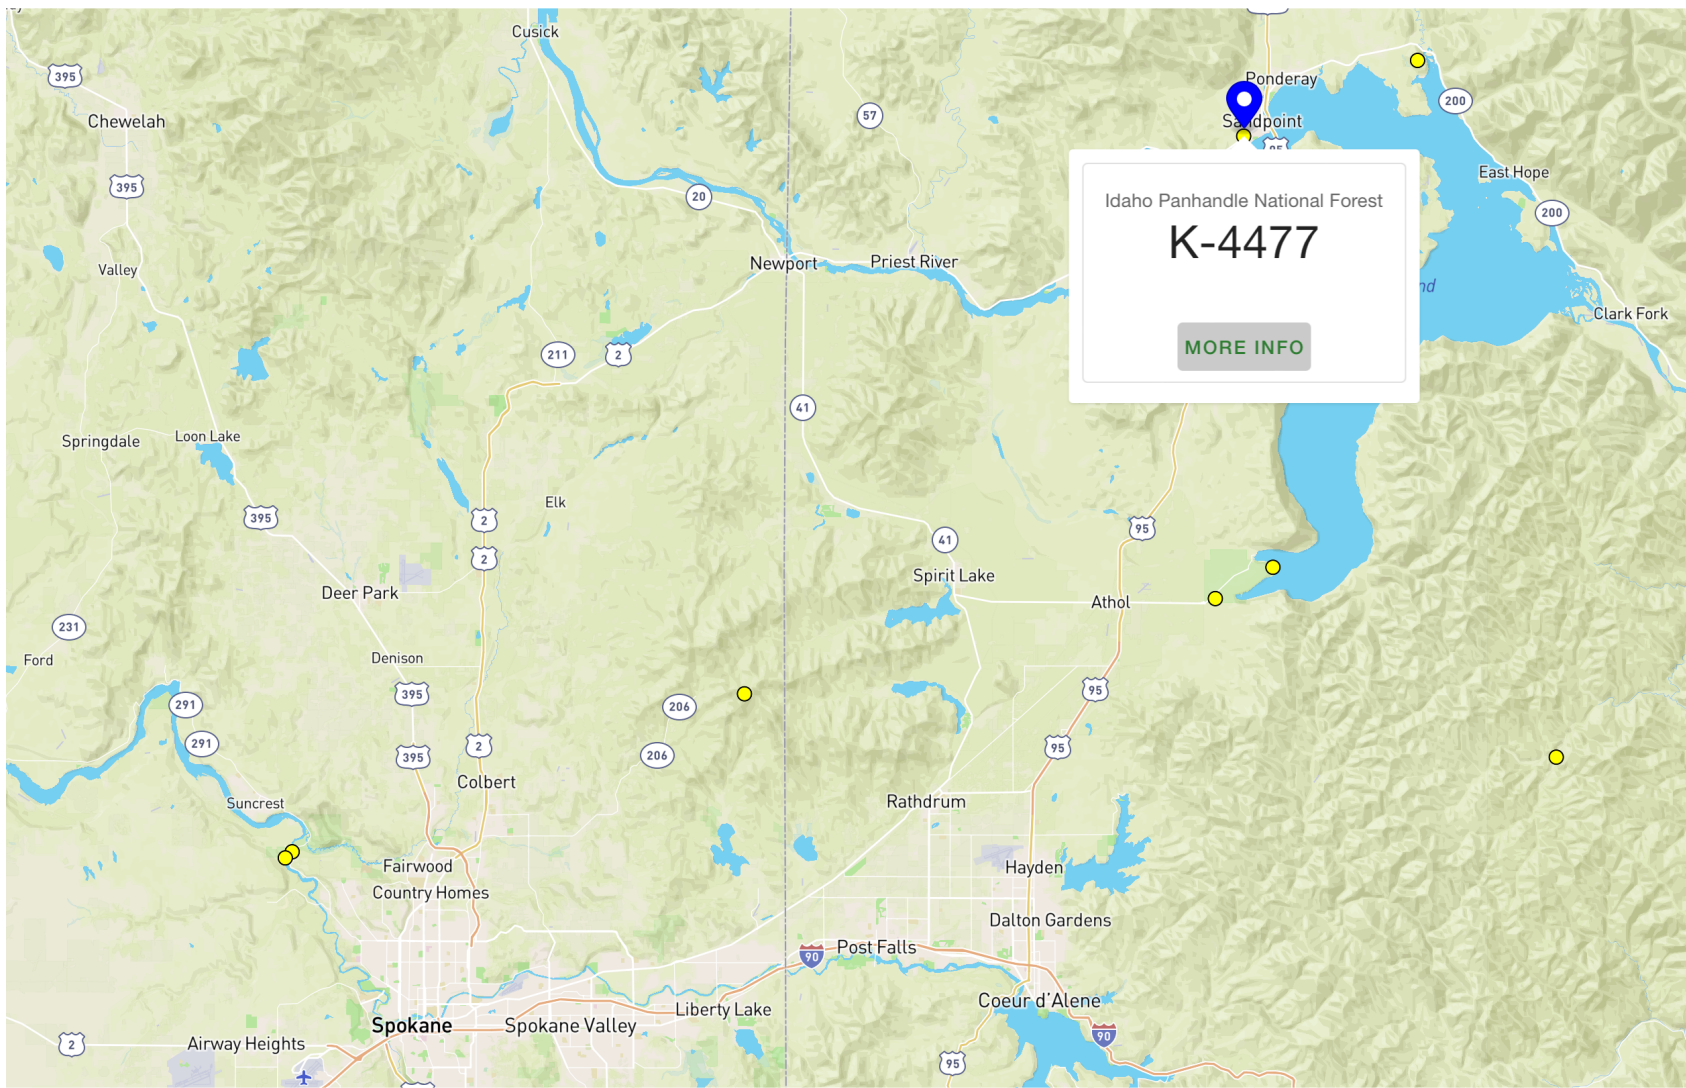 Cusick
395
Ponderay
200
57
Chewelah
Sandpoint
95
East Hope
395
Idaho Panhandle National Forest
20
200
K-4477
Newport
Priest River
Valley
nd
Clark Fork
MORE INFO
211
2
41
Springdale
Loon Lake
Elk
395
2
95
41
2
Spirit Lake
Deer Park
Athol
231
Denison
Ford
395
95
291
206
291
2
95
206
395
Colbert
Suncrest
Rathdrum
Fairwood
Hayden
Country Homes
Dalton Gardens
Post Falls
90
Coeur d'Alene
Liberty Lake
Spokane
Spokane Valley
90
2
Airway Heights
95